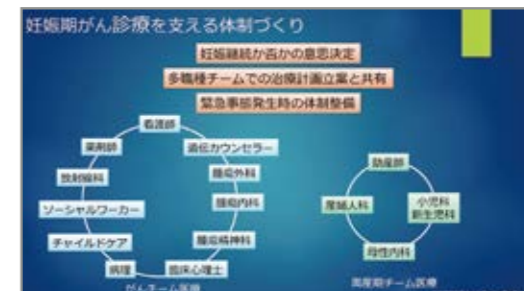 妊娠期がん診療を支える体制づくり
妊娠継続か否かの意思決定
多職種チームでの治療計画立案と共有
緊急事態発生時の体制整備
看護師
薬剤師
遺伝カウンセラー
放射線科
腫瘍外科
ソーシャルワーカー
腫瘍内科
チャイルドケア
腫瘍精神科
病理
臨床心理士
がんチーム医療
助産師
産婦人科
小児科
新生児科
母性内科
周産期チーム医療